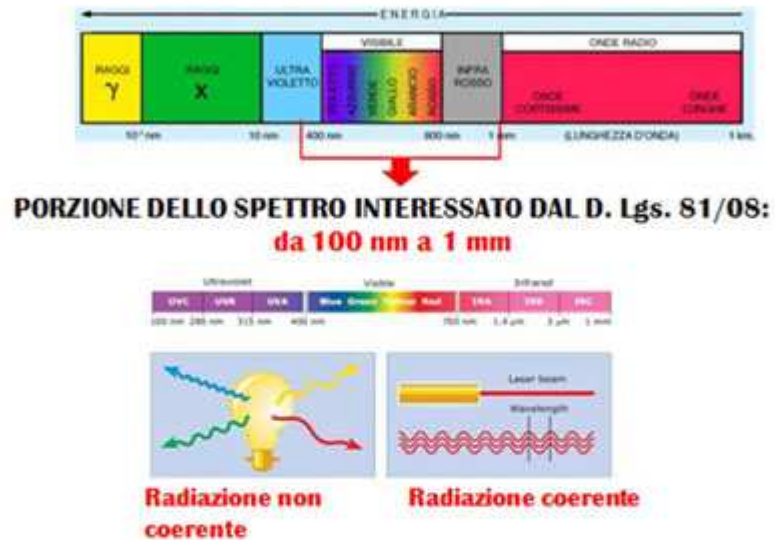 ENERGIA
VISIBILE
ONDE RADIO
RAGGI γ
RAGGI X
ULTRA VIOLETTO
VIOLETTO
AZZURRO
VERDE
GIALLO
ARANCIO
ROSSO
INFRA ROSSO
ONDE CORTISSIME
ONDE LUNGHE
10 nm 400 nm 800 nm 1 mm (LUNGHEZZA D'ONDA) 1 km.
PORZIONE DELLO SPETTRO INTERESSATO DAL D. Lgs. 81/08:
da 100 nm a 1 mm
Ultraviolet Visible Infrared
UVC UVB UVA Blue Green Yellow Red IRA IRB IRC
100 nm 280 nm 315 nm 400 nm 700 nm 1,4 µm 3 µm 1 mm
Laser beam
Wavelength
Radiazione non
coerente
Radiazione coerente